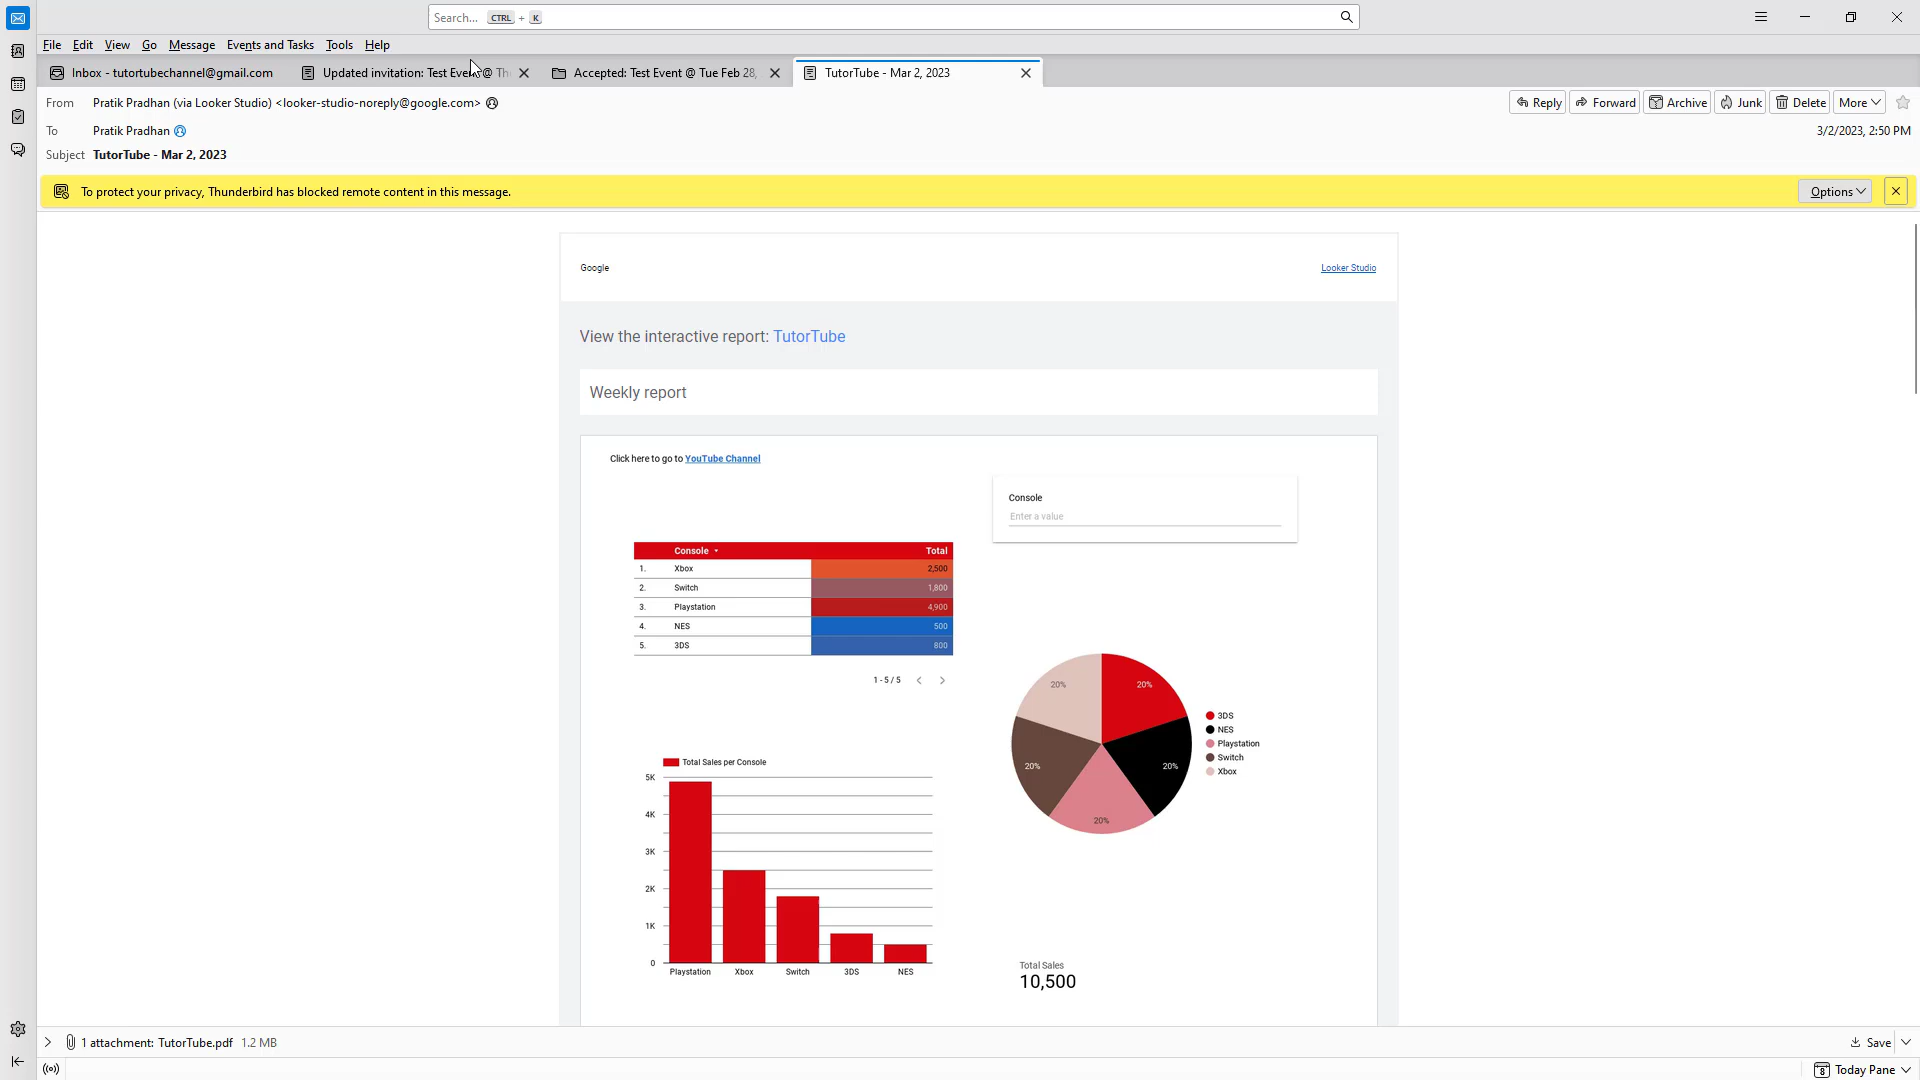 Search... CTRL + K
File Edit View Go Message Events and Tasks Tools Help
Inbox - tutortubechannel@gmail.com Updated invitation: Test Event @ Th Accepted: Test Event @ Tue Feb 28, TutorTube - Mar 2, 2023
From Pratik Pradhan (via Looker Studio) <looker-studio-noreply@google.com> Reply Forward Archive Junk Delete More
To Pratik Pradhan 3/2/2023, 2:50 PM
Subject TutorTube - Mar 2, 2023
To protect your privacy, Thunderbird has blocked remote content in this message. Options
Google Looker Studio
View the interactive report: TutorTube
Weekly report
Click here to go to YouTube Channel
Console
Enter a value
Console Total
1. Xbox 2,500
2. Switch 1,800
3. Playstation 4,900
4. NES 500
5. 3DS 800
1 - 5 / 5
20% 20%
20% 20%
20%
3DS
NES
Playstation
Switch
Xbox
Total Sales per Console
5K
4K
3K
2K
1K
0
Playstation Xbox Switch 3DS NES
Total Sales
10,500
1 attachment: TutorTube.pdf 1.2 MB Save
8 Today Pane